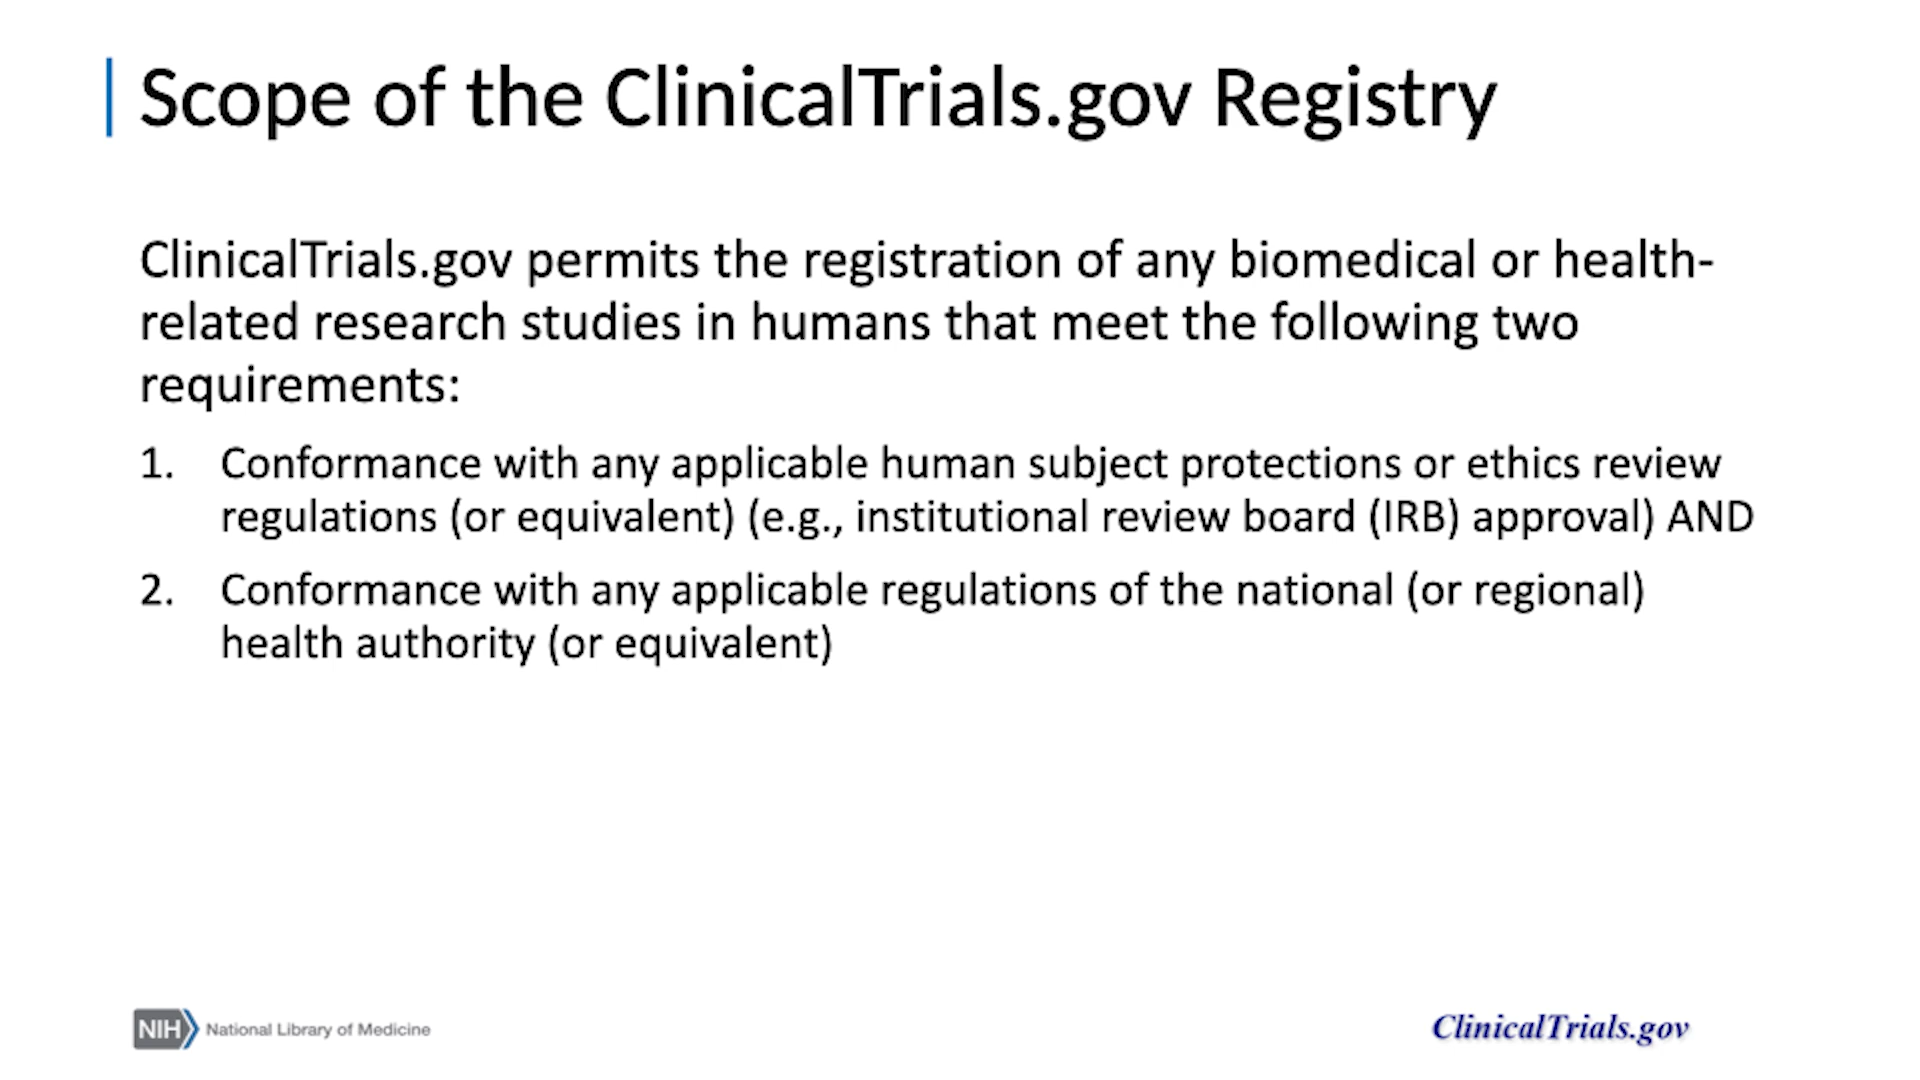 Scope of the ClinicalTrials.gov Registry
ClinicalTrials.gov permits the registration of any biomedical or health-
related research studies in humans that meet the following two
requirements:
1. Conformance with any applicable human subject protections or ethics review
regulations (or equivalent) (e.g., institutional review board (IRB) approval) AND
2. Conformance with any applicable regulations of the national (or regional)
health authority (or equivalent)
NIH National Library of Medicine
ClinicalTrials.gov